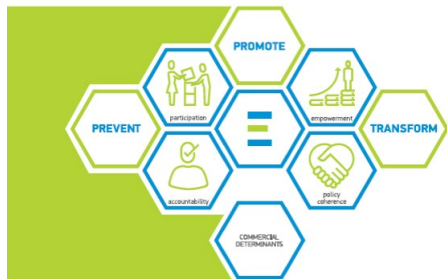 PROMOTE
participation
empowerment
PREVENT
TRANSFORM
accountability
policy
coherence
COMMERCIAL
DETERMINANTS